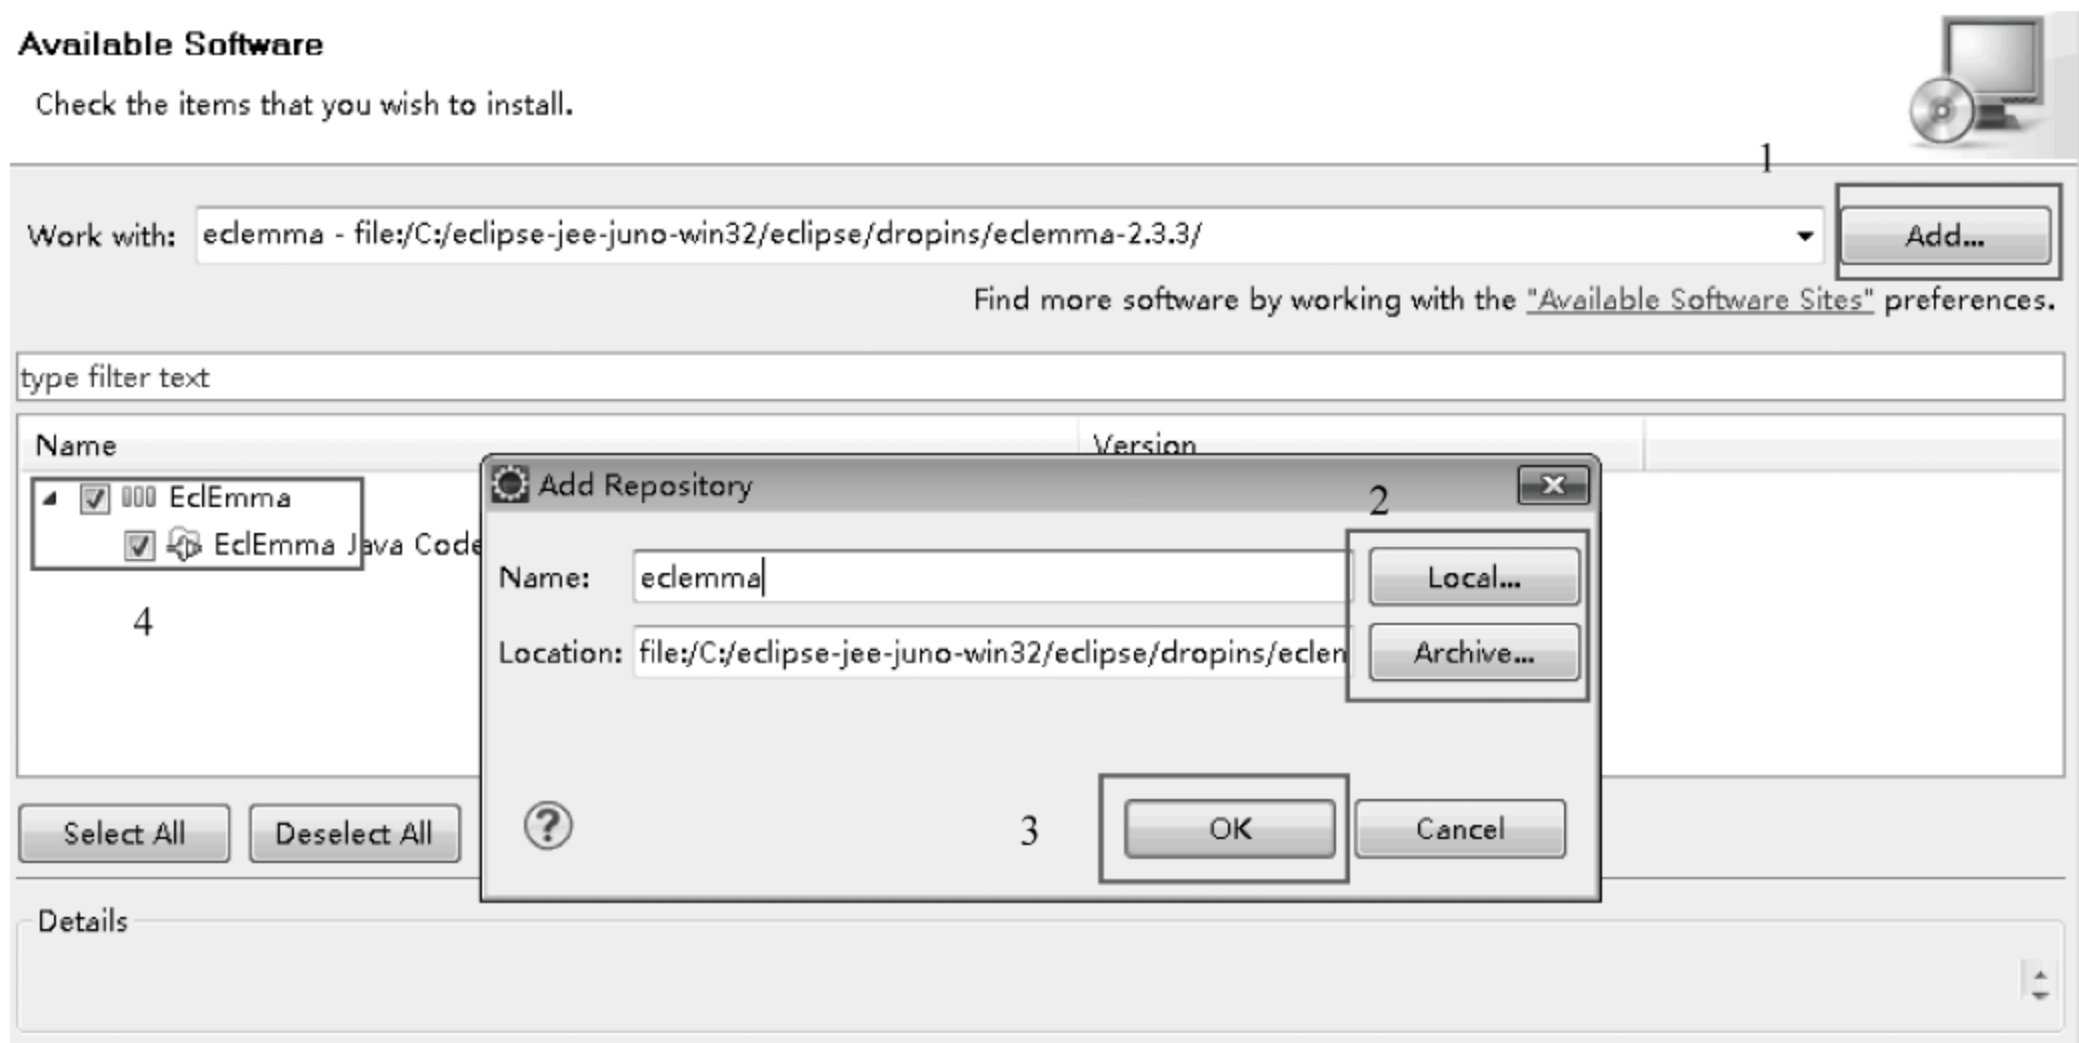 Available Software
Check the items that you wish to install.
1
Work with: eclemma - file:/C:/eclipse-jee-juno-win32/eclipse/dropins/eclemma-2.3.3/ Add...
Find more software by working with the "Available Software Sites" preferences.
type filter text
Name Version
EclEmma
EclEmma Java Code
4
Add Repository
2
Name: eclemma Local...
Location: file:/C:/eclipse-jee-juno-win32/eclipse/dropins/eclen Archive...
3 OK Cancel
Select All Deselect All
Details